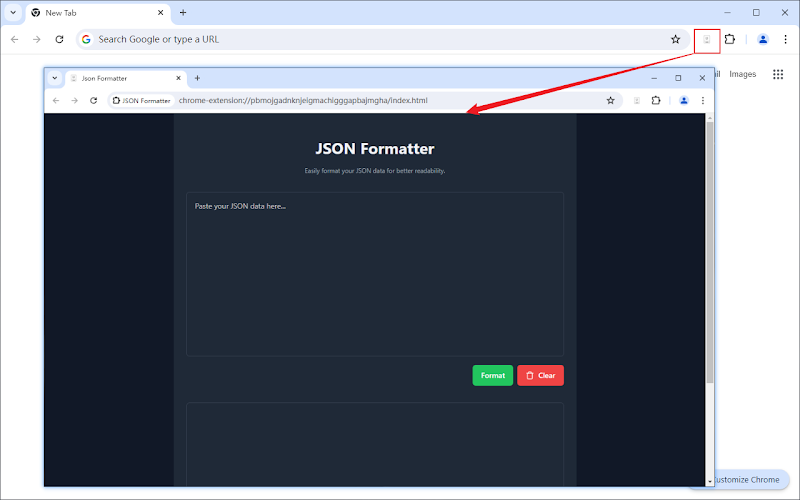 New Tab
Search Google or type a URL
Images
Json Formatter
JSON Formatter
chrome-extension://pbmojgadnknjeigmachigggapbajmgha/index.html
JSON Formatter
Easily format your JSON data for better readability.
Paste your JSON data here...
Format
Clear
ustomize Chrome